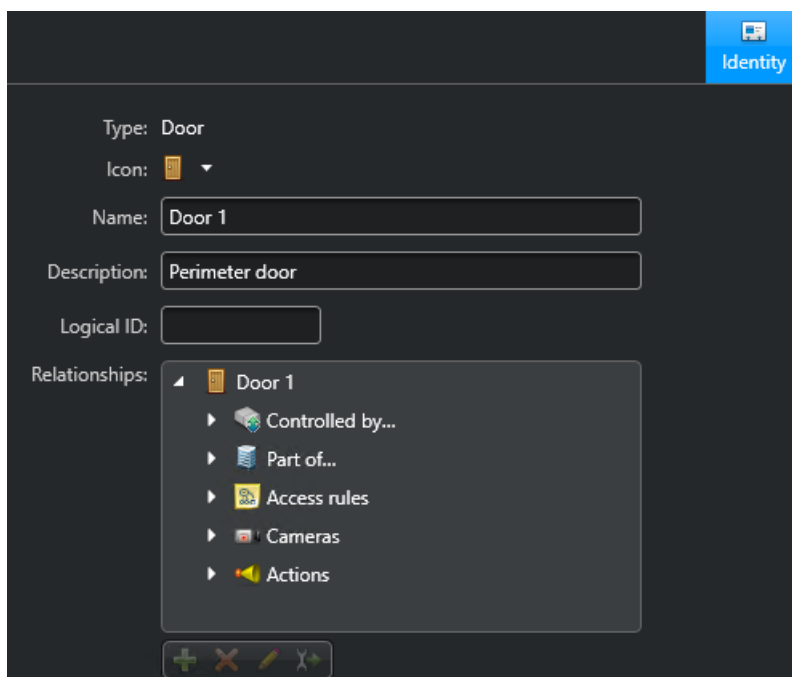 Identity
Type: Door
Icon:
Name: Door 1
Description: Perimeter door
Logical ID:
Relationships: Door 1
Controlled by...
Part of...
Access rules
Cameras
Actions